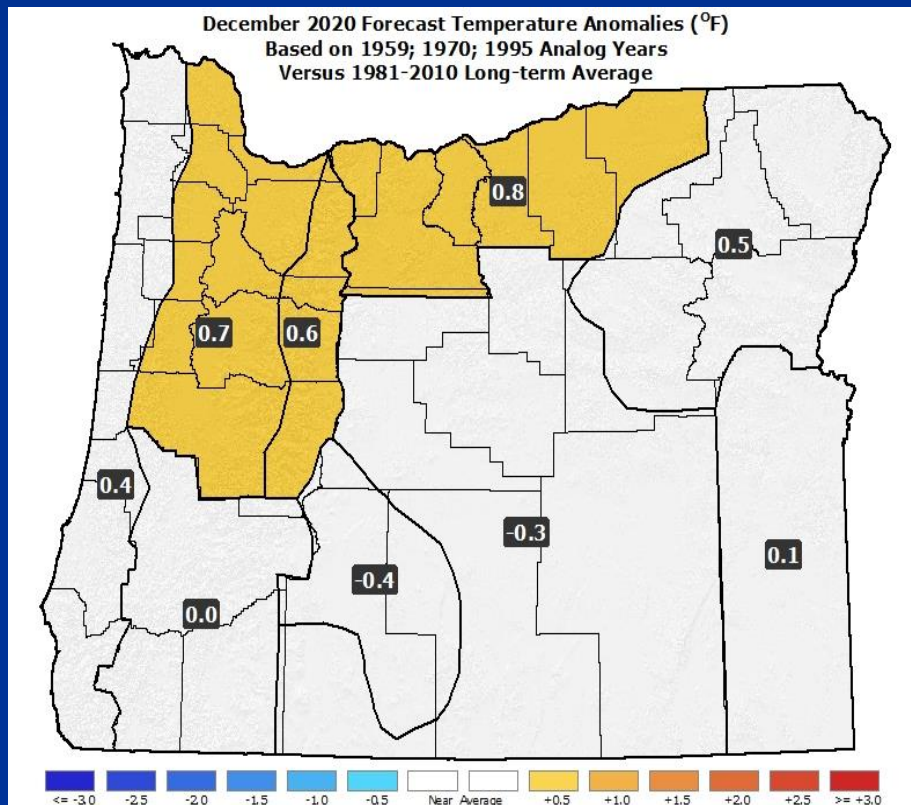 December 2020 Forecast Temperature Anomalies (°F)
Based on 1959; 1970; 1995 Analog Years
Versus 1981-2010 Long-term Average
0.8
0.5
0.7
0.6
0.4
-0.3
0.1
-0.4
0.0
<= -3.0 -2.5 -2.0 -1.5 -1.0 -0.5 Near Average +0.5 +1.0 +1.5 +2.0 +2.5 >= +3.0